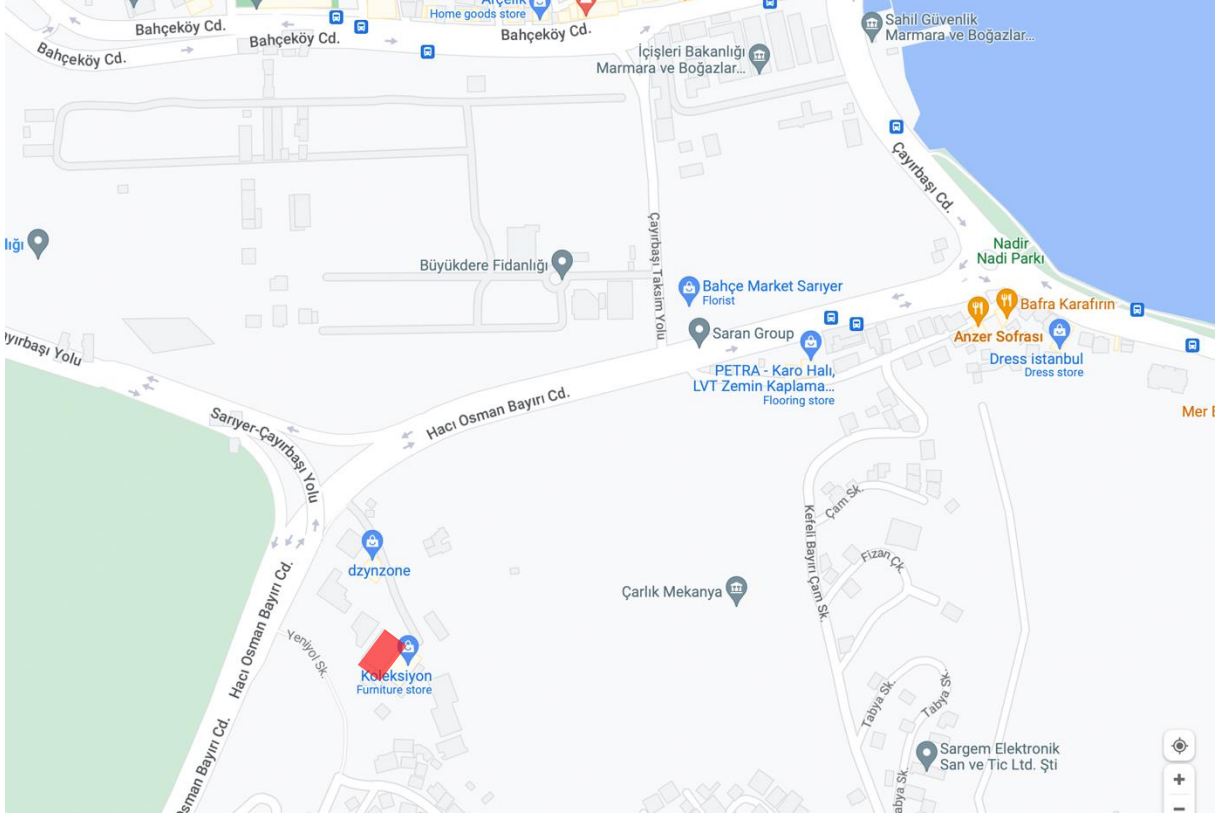 Arçelik
Home goods store
Bahçeköy Cd.
Bahçeköy Cd.
Bahçeköy Cd.
Bahçeköy Cd.
Sahil Güvenlik
Marmara ve Boğazlar...
İçişleri Bakanlığı
Marmara ve Boğazlar...
Çayırbaşı Cd.
Nadir
Nadi Parkı
lığı
Büyükdere Fidanlığı
Çayırbaşı Taksim Yolu
Bahçe Market Sarıyer
Florist
Bafra Karafırın
Saran Group
Anzer Sofrası
Dress istanbul
Dress store
PETRA - Karo Halı,
LVT Zemin Kaplama...
Flooring store
ayırbaşı Yolu
Mer B
Sarıyer-Çayırbaşı Yolu
Hacı Osman Bayırı Cd.
Çam Sk.
Kefeli Bayırı Çam Sk.
Fizan Çk.
dzynzone
Çarlık Mekanya
Hacı Osman Bayırı Cd.
Yeniyol Sk.
Koleksiyon
Furniture store
Tabya Sk.
Tabya Sk.
Osman Bayırı Cd.
Sargem Elektronik
San ve Tic Ltd. Şti
Tabya Sk.